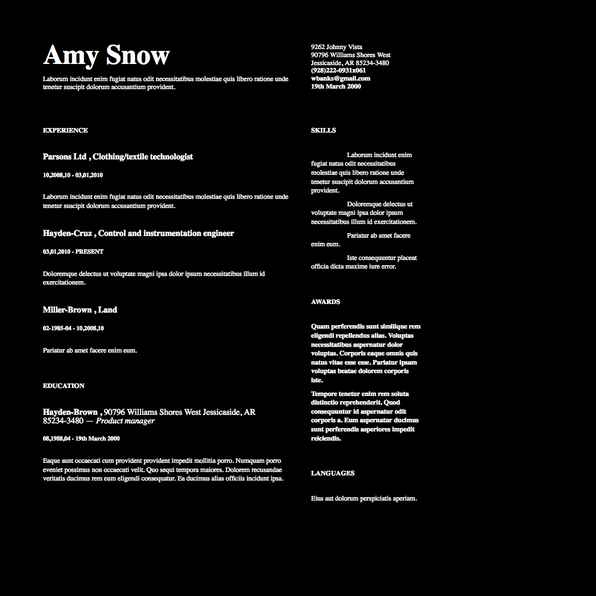 Amy Snow
Laborum incidunt enim fugiat natus odit necessitatibus molestiae quis libero ratione unde
tenetur suscipit dolorum accusantium provident.
EXPERIENCE
Parsons Ltd , Clothing/textile technologist
10,2008,10 - 03,01,2010
Laborum incidunt enim fugiat natus odit necessitatibus molestiae quis libero ratione unde
tenetur suscipit dolorum accusantium provident.
Hayden-Cruz , Control and instrumentation engineer
03,01,2010 - PRESENT
Doloremque delectus ut voluptate magni ipsa dolor ipsum necessitatibus illum id
exercitationem.
Miller-Brown , Land
02-1985-04 - 10,2008,10
Pariatur ab amet facere enim eum.
EDUCATION
Hayden-Brown , 90796 Williams Shores West Jessicaside, AR
85234-3480 — Product manager
08,1988,04 - 19th March 2000
Eaque sunt occaecati cum provident provident impedit mollitia porro. Numquam porro
eveniet possimus non occaecati velit. Quo sequi tempora maiores. Dolorem recusandae
veritatis ducimus rem eum eligendi consequatur. Ea ducimus alias officiis incidunt ipsa.
9262 Johnny Vista
90796 Williams Shores West
Jessicaside, AR 85234-3480
(928)222-0931x061
wbanks@gmail.com
19th March 2000
SKILLS
Laborum incidunt enim
fugiat natus odit necessitatibus
molestiae quis libero ratione unde
tenetur suscipit dolorum accusantium
provident.
Doloremque delectus ut
voluptate magni ipsa dolor ipsum
necessitatibus illum id exercitationem.
Pariatur ab amet facere
enim eum.
Iste consequuntur placeat
officia dicta maxime iure error.
AWARDS
Quam perferendis sunt similique rem
eligendi repellendus alias. Voluptas
necessitatibus aspernatur dolor
voluptas. Corporis eaque omnis quis
natus vitae esse esse. Pariatur ipsam
voluptas beatae dolorem corporis
iste.
Tempore tenetur enim rem soluta
distinctio reprehenderit. Quod
consequuntur id aspernatur odit
corporis a. Eum aspernatur ducimus
sunt perferendis asperiores impedit
reiciendis.
LANGUAGES
Eius aut dolorum perspiciatis aperiam.